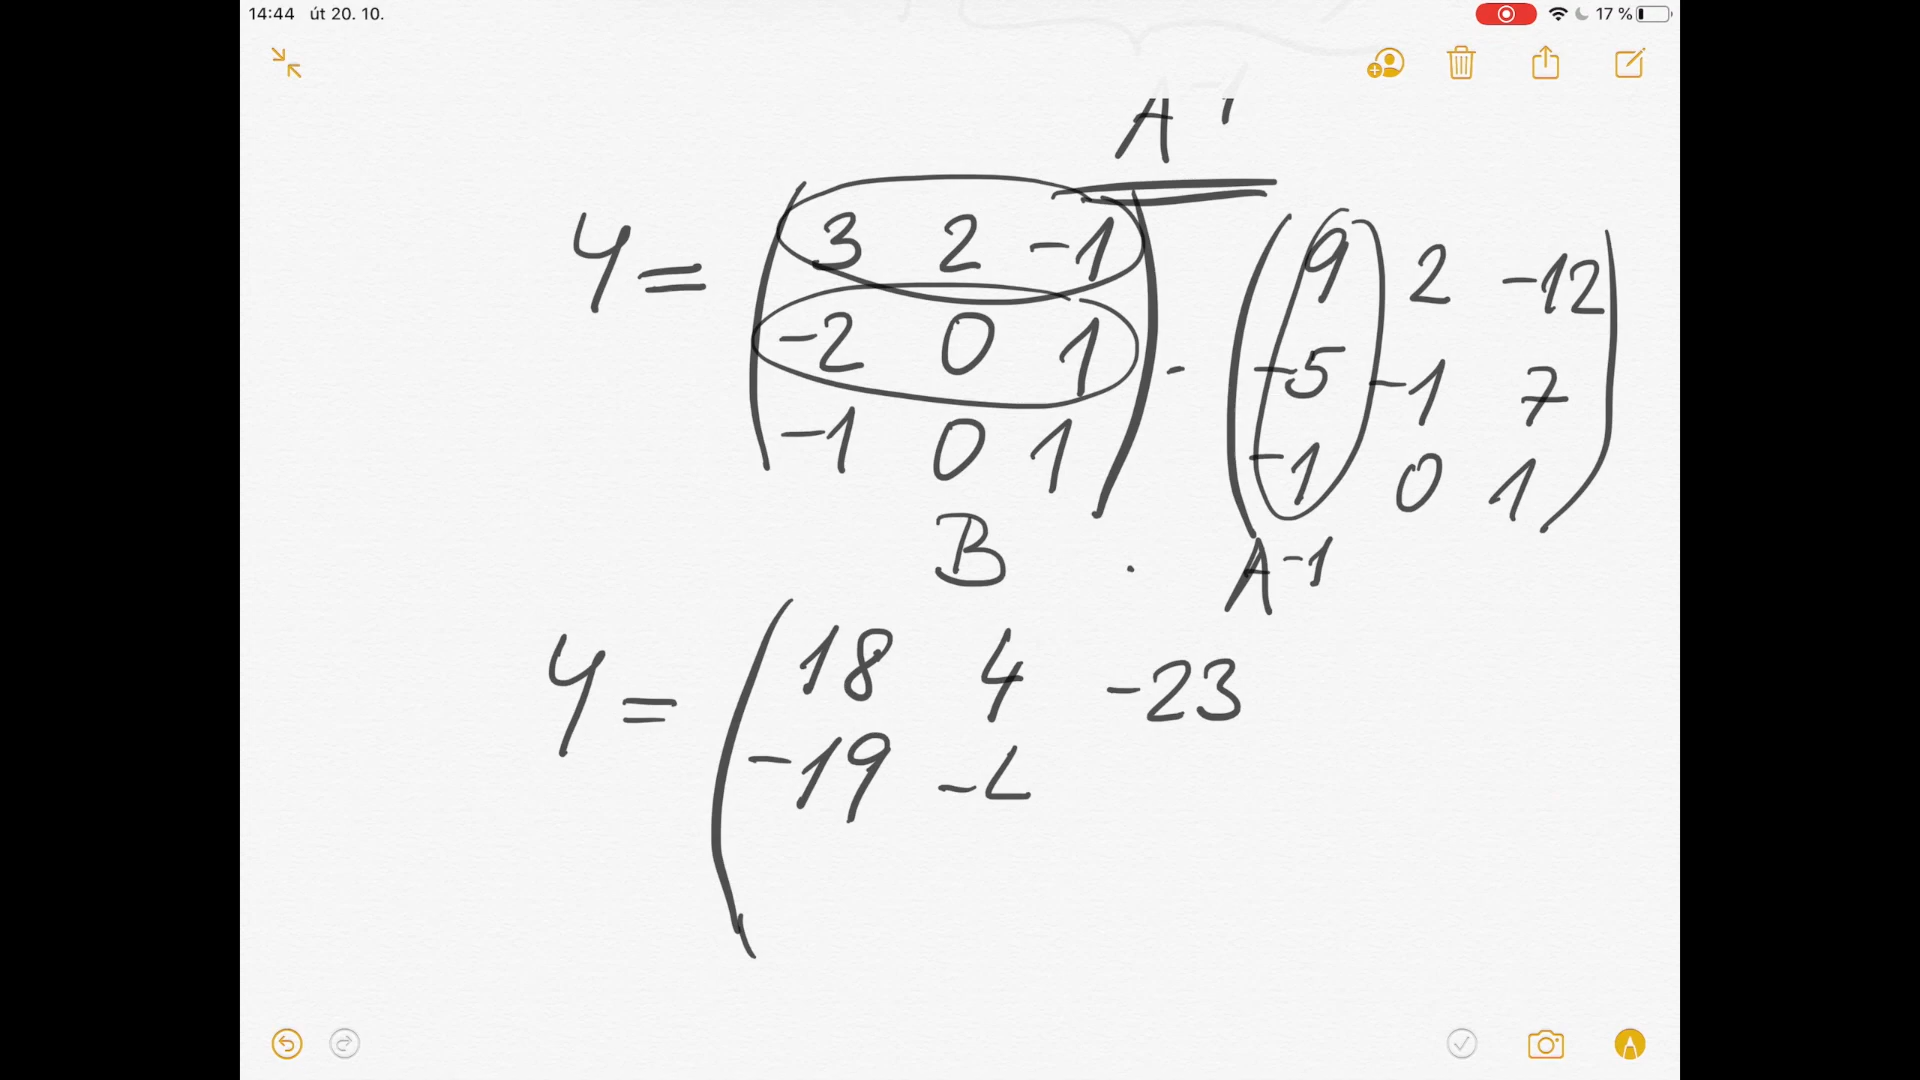 14:44 út 20. 10. 17 %
A⁻¹
Y = ( 3 2 -1 ) · ( 9 2 -12 )
-2 0 1 -5 -1 7
-1 0 1 -1 0 1
B · A⁻¹
Y = ( 18 4 -23
-19 -4